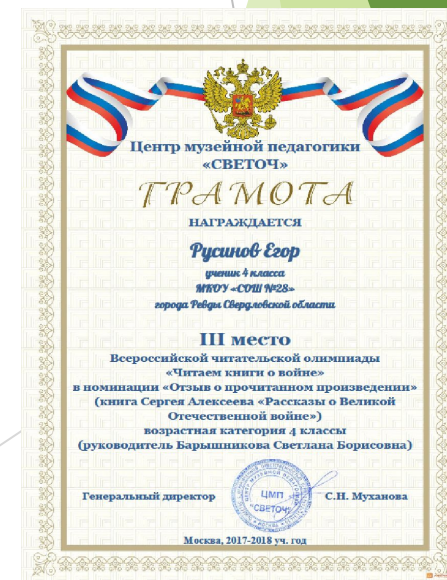 Центр музейной педагогики
«СВЕТОЧ»
ГРАМОТА
НАГРАЖДАЕТСЯ
Русинов Егор
ученик 4 класса
МКОУ «СОШ №28»
города Ревды Свердловской области
III место
Всероссийской читательской олимпиады
«Читаем книги о войне»
в номинации «Отзыв о прочитанном произведении»
(книга Сергея Алексеева «Рассказы о Великой
Отечественной войне»)
возрастная категория 4 классы
(руководитель Барышникова Светлана Борисовна)
Генеральный директор
ЦМП
"СВЕТОЧ"
С.Н. Муханова
Москва, 2017-2018 уч. год